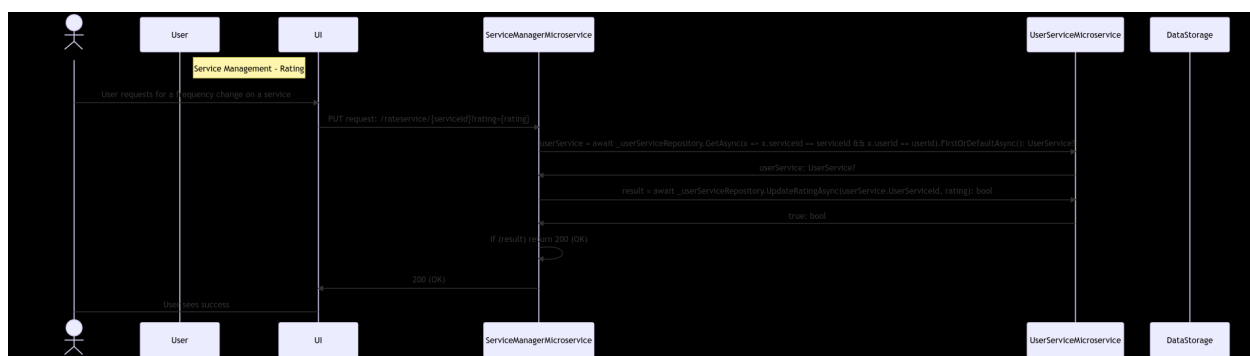 User
UI
ServiceManagerMicroservice
UserServiceMicroservice
DataStorage
Service Management - Rating
User requests for a frequency change on a service
PUT request: /rateservice/{serviceId}?rating={rating}
userService = await _userServiceRepository.GetAsync(x => x.serviceId == serviceId && x.userId == userId).FirstOrDefaultAsync(): UserService?
userService: UserService?
result = await _userServiceRepository.UpdateRatingAsync(userService.UserServiceId, rating): bool
true: bool
If (result) return 200 (OK)
200 (OK)
User sees success
User
UI
ServiceManagerMicroservice
UserServiceMicroservice
DataStorage